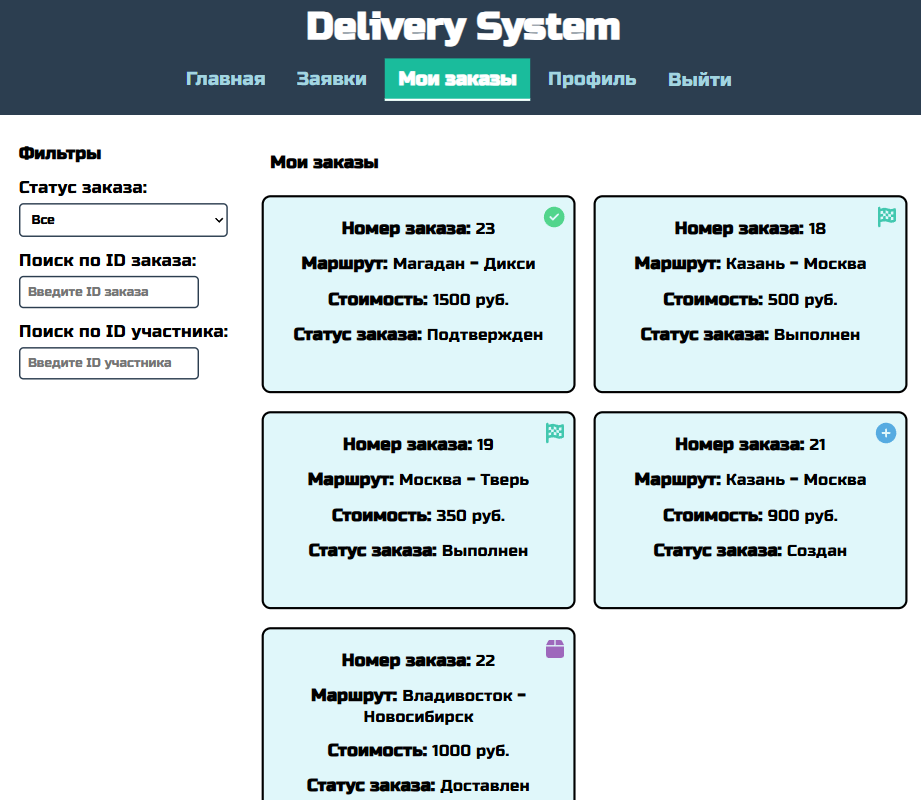 Delivery System
Главная Заявки Мои заказы Профиль Выйти
Фильтры
Статус заказа:
Все
Поиск по ID заказа:
Введите ID заказа
Поиск по ID участника:
Введите ID участника
Мои заказы
Номер заказа: 23
Маршрут: Магадан - Дикси
Стоимость: 1500 руб.
Статус заказа: Подтвержден
Номер заказа: 18
Маршрут: Казань - Москва
Стоимость: 500 руб.
Статус заказа: Выполнен
Номер заказа: 19
Маршрут: Москва - Тверь
Стоимость: 350 руб.
Статус заказа: Выполнен
Номер заказа: 21
Маршрут: Казань - Москва
Стоимость: 900 руб.
Статус заказа: Создан
Номер заказа: 22
Маршрут: Владивосток -
Новосибирск
Стоимость: 1000 руб.
Статус заказа: Доставлен